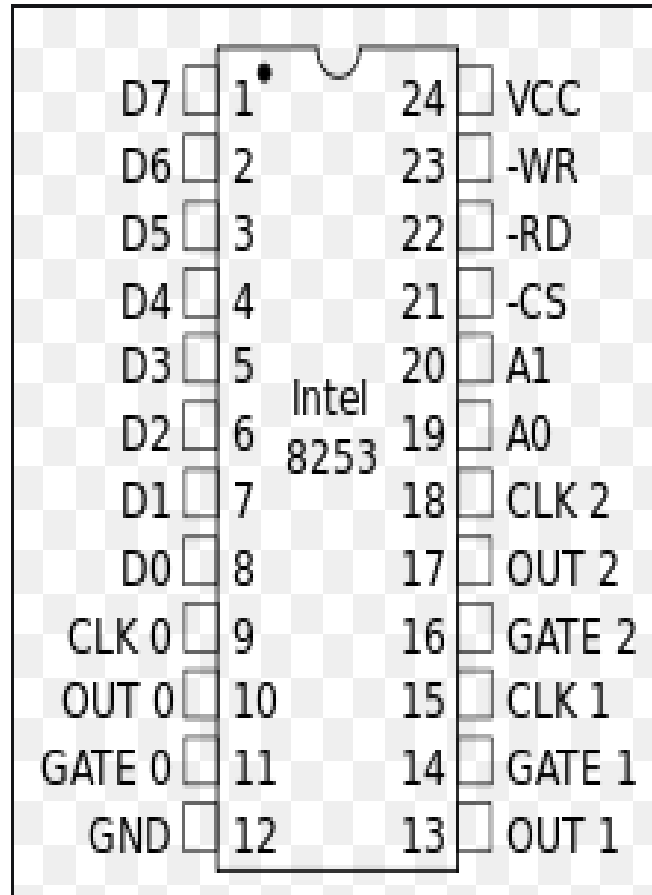 D7 1 24 VCC
D6 2 23 -WR
D5 3 22 -RD
D4 4 21 -CS
D3 5 20 A1
Intel
D2 6 19 A0
8253
D1 7 18 CLK 2
D0 8 17 OUT 2
CLK 0 9 16 GATE 2
OUT 0 10 15 CLK 1
GATE 0 11 14 GATE 1
GND 12 13 OUT 1